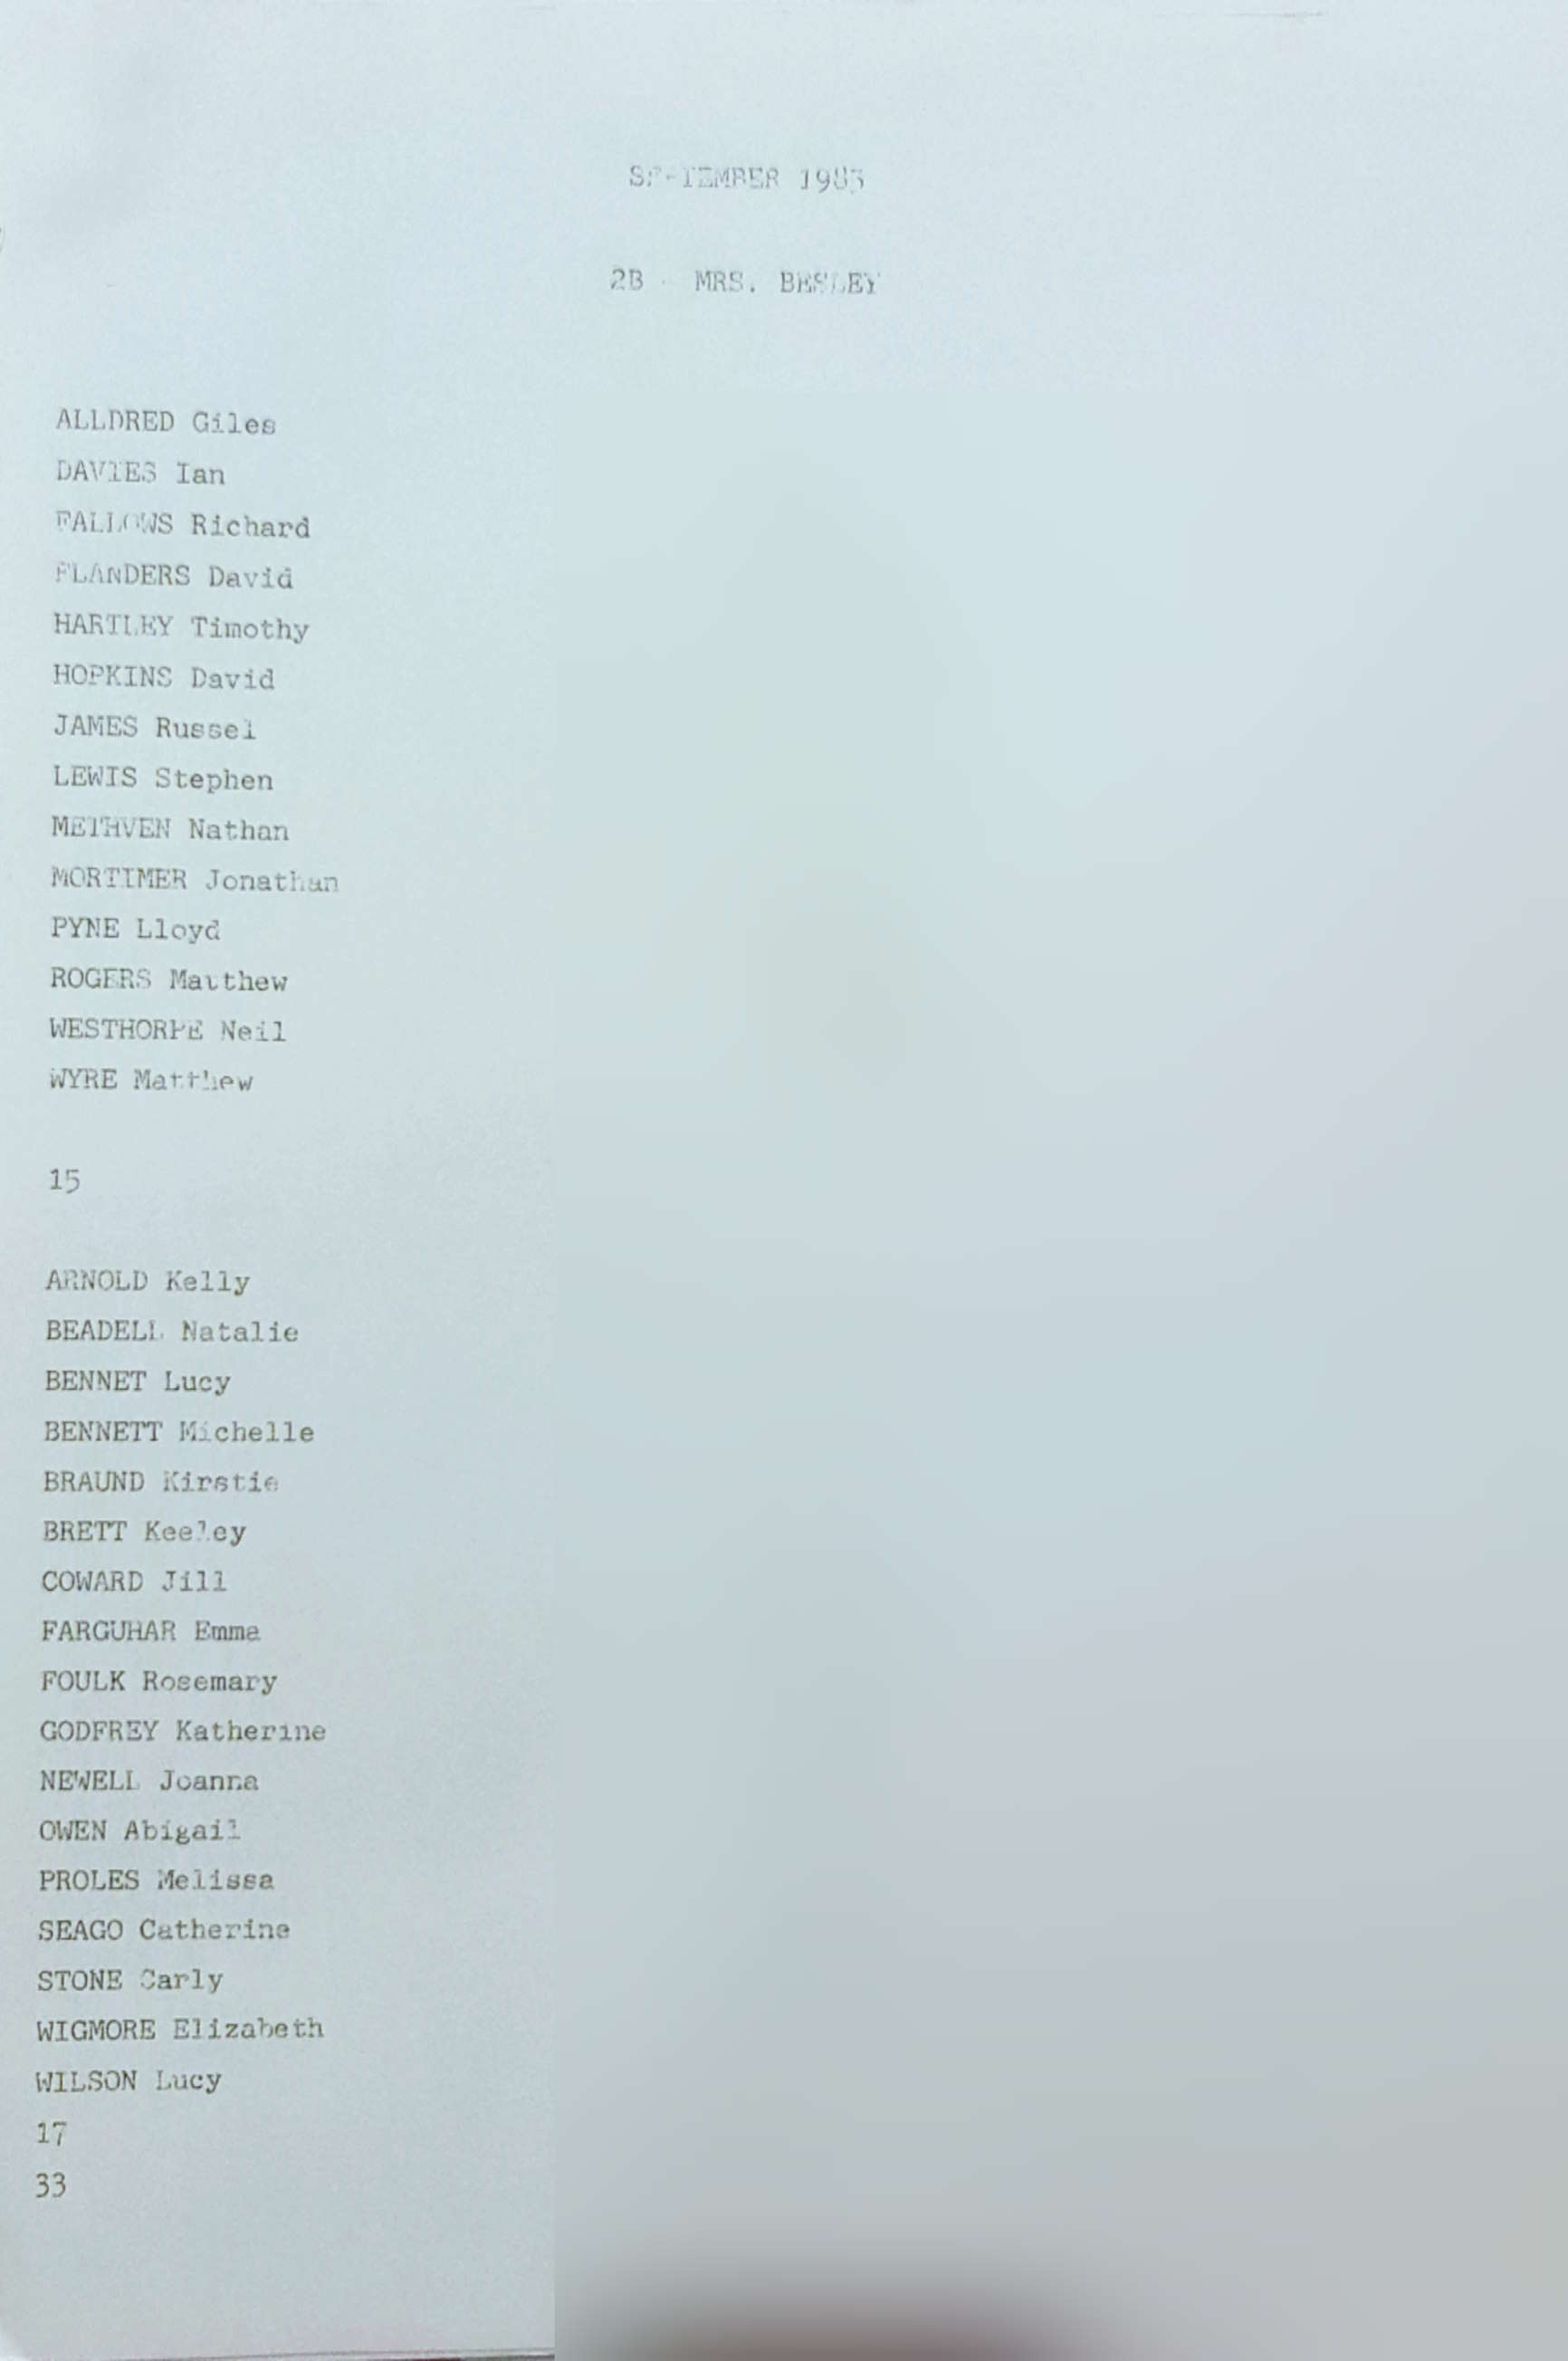 SEPTEMBER 1983
2B - MRS. BESLEY
ALLDRED Giles
DAVIES Ian
FALLOWS Richard
FLANDERS David
HARTLEY Timothy
HOPKINS David
JAMES Russel
LEWIS Stephen
METHVEN Nathan
MORTIMER Jonathan
PYNE Lloyd
ROGERS Matthew
WESTHORPE Neil
WYRE Matthew
15
ARNOLD Kelly
BEADELL Natalie
BENNET Lucy
BENNETT Michelle
BRAUND Kirstie
BRETT Keeley
COWARD Jill
FARGUHAR Emma
FOULK Rosemary
GODFREY Katherine
NEWELL Joanna
OWEN Abigail
PROLES Melissa
SEAGO Catherine
STONE Carly
WIGMORE Elizabeth
WILSON Lucy
17
33